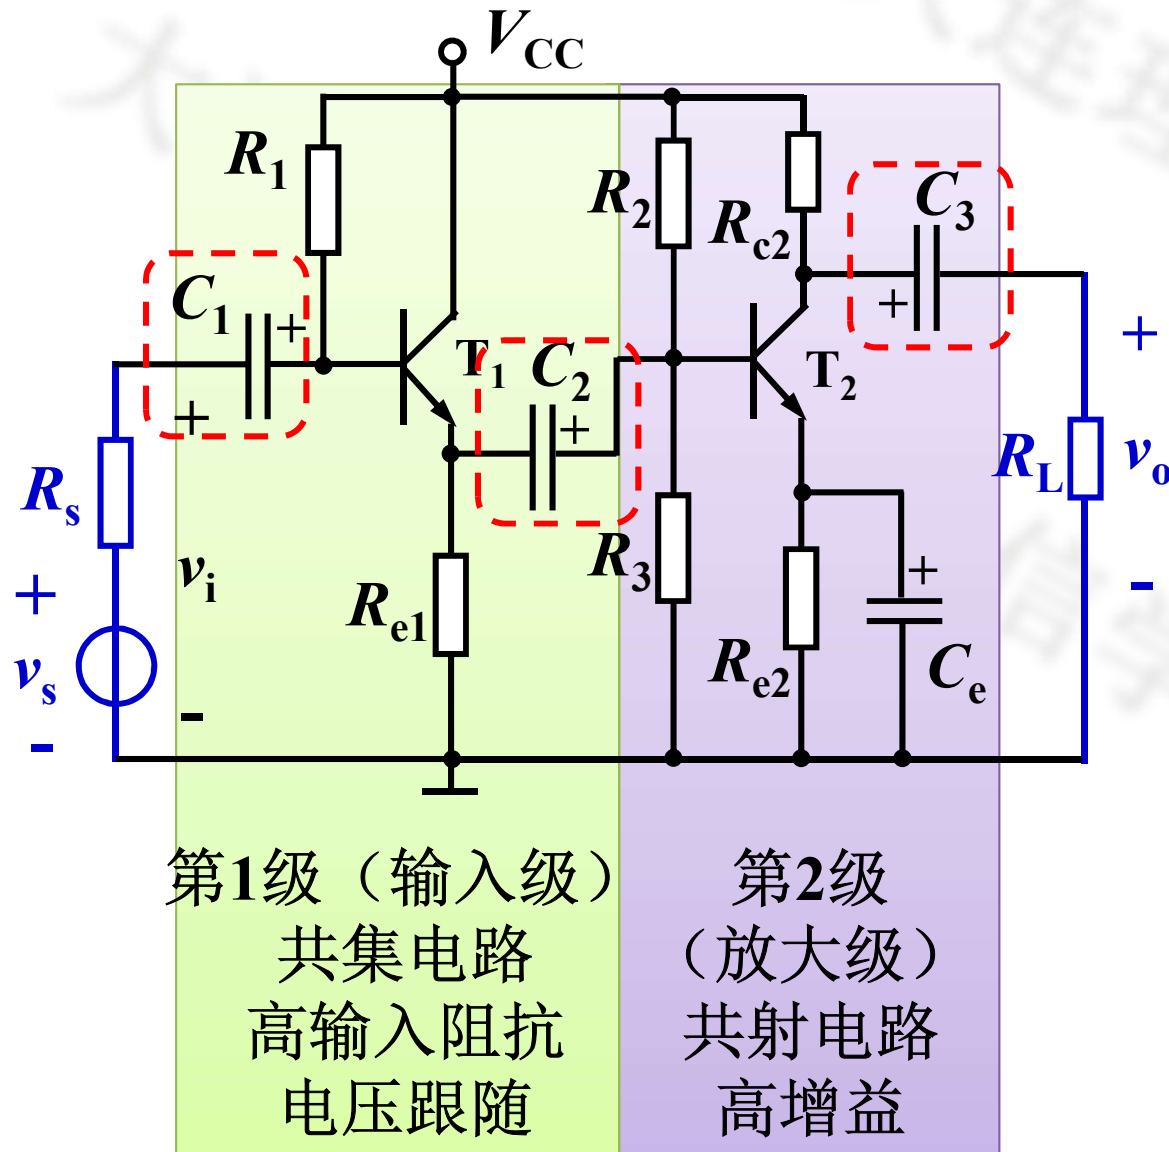 VCC
R1
R2
Rc2
C3
+
C1
+
T1
C2
+
T2
+
+
Rs
RL
vo
vi
R3
+
-
+
Re1
Re2
Ce
vs
-
-
第1级（输入级）
共集电路
高输入阻抗
电压跟随
第2级
（放大级）
共射电路
高增益